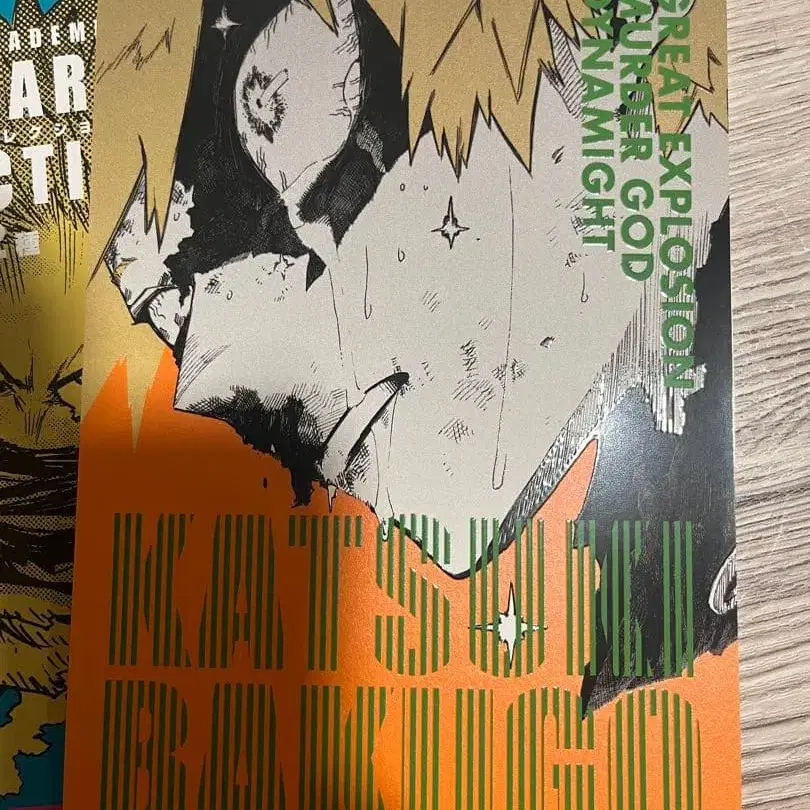 GREAT EXPLOSION
MURDER GOD
DYNAMIGHT
KATSUKI
BAKUGO
ADEM
AR
レクショ
CTI